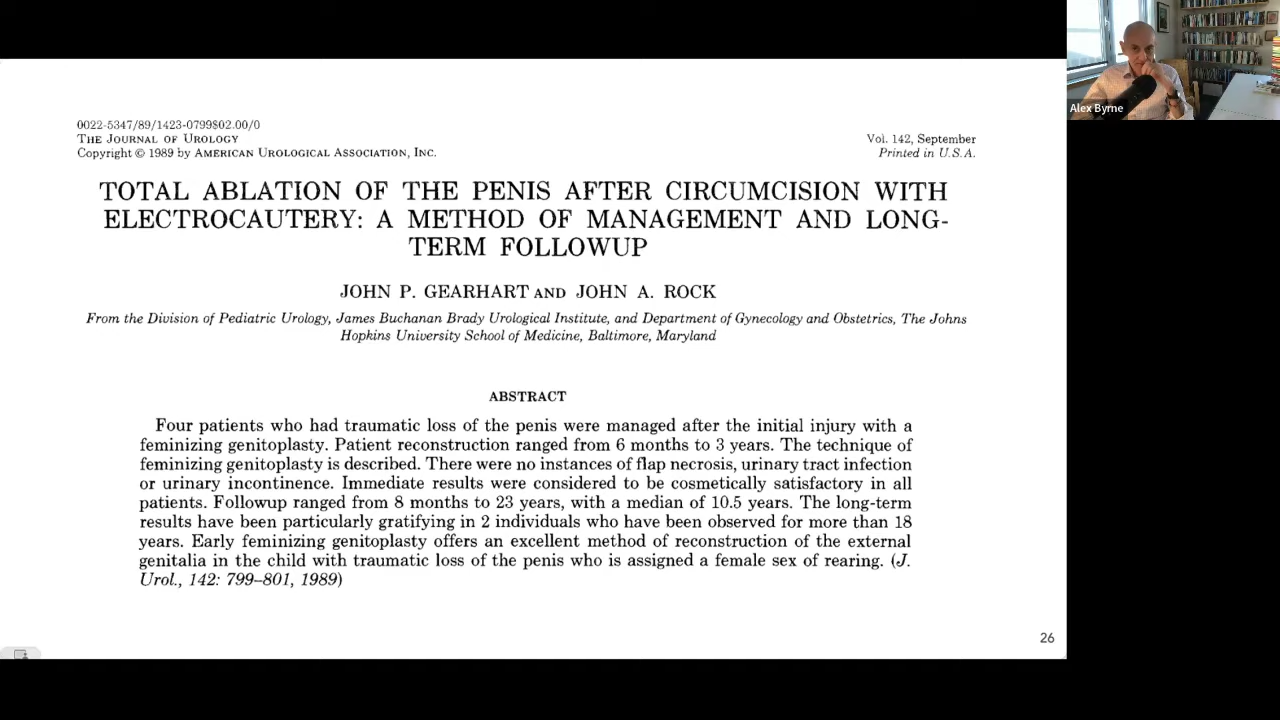 0022-5347/89/1423-0799$02.00/0
THE JOURNAL OF UROLOGY
Copyright © 1989 by AMERICAN UROLOGICAL ASSOCIATION, INC.
Vol. 142, September
Printed in U.S.A.
TOTAL ABLATION OF THE PENIS AFTER CIRCUMCISION WITH
ELECTROCAUTERY: A METHOD OF MANAGEMENT AND LONG-
TERM FOLLOWUP
JOHN P. GEARHART AND JOHN A. ROCK
From the Division of Pediatric Urology, James Buchanan Brady Urological Institute, and Department of Gynecology and Obstetrics, The Johns
Hopkins University School of Medicine, Baltimore, Maryland
ABSTRACT
Four patients who had traumatic loss of the penis were managed after the initial injury with a
feminizing genitoplasty. Patient reconstruction ranged from 6 months to 3 years. The technique of
feminizing genitoplasty is described. There were no instances of flap necrosis, urinary tract infection
or urinary incontinence. Immediate results were considered to be cosmetically satisfactory in all
patients. Followup ranged from 8 months to 23 years, with a median of 10.5 years. The long-term
results have been particularly gratifying in 2 individuals who have been observed for more than 18
years. Early feminizing genitoplasty offers an excellent method of reconstruction of the external
genitalia in the child with traumatic loss of the penis who is assigned a female sex of rearing. (J.
Urol., 142: 799–801, 1989)
26
Alex Byrne